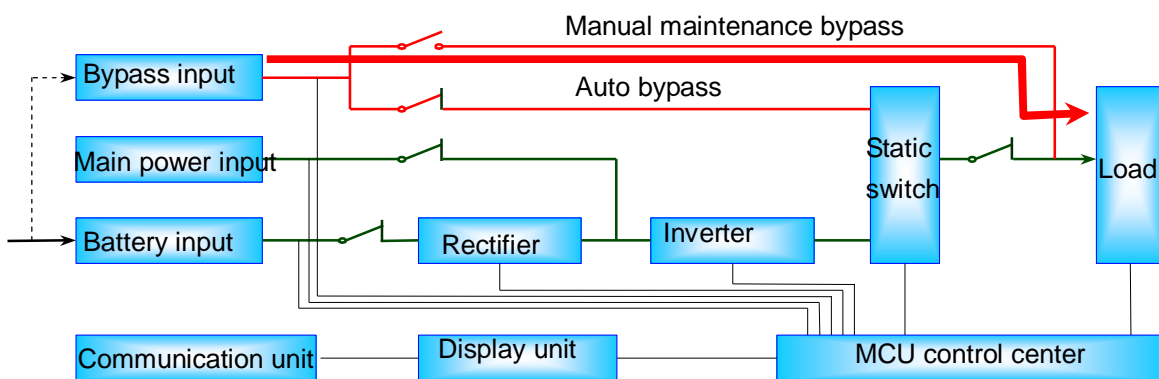 Manual maintenance bypass
Bypass input
Auto bypass
Main power input
Static
switch
Load
Battery input
Rectifier
Inverter
Communication unit
Display unit
MCU control center